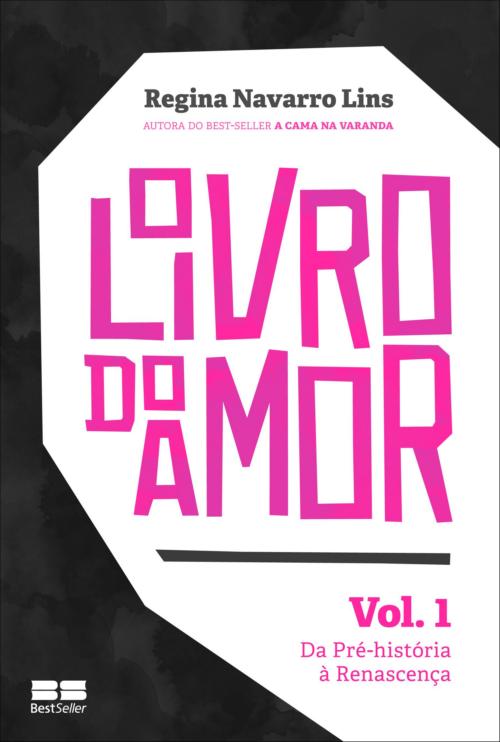 Regina Navarro Lins
AUTORA DO BEST-SELLER A CAMA NA VARANDA
O LIVRO
DO AMOR
Vol. 1
Da Pré-história
à Renascença
BS
BestSeller